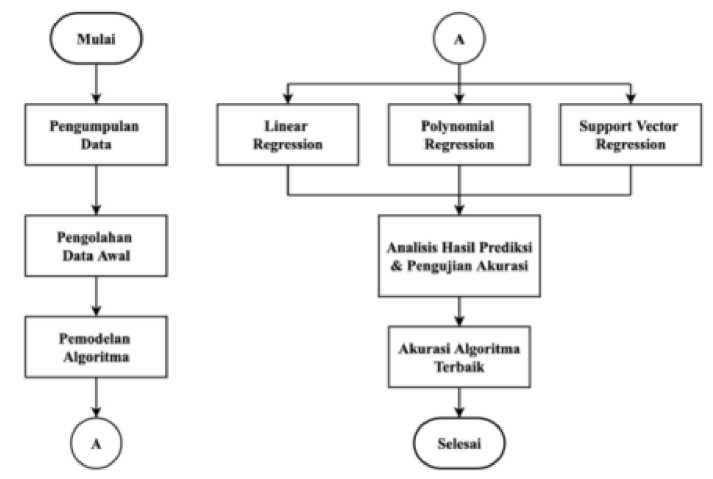 Mulai
Pengumpulan
Data
Pengolahan
Data Awal
Pemodelan
Algoritma
A
A
Linear
Regression
Polynomial
Regression
Support Vector
Regression
Analisis Hasil Prediksi
& Pengujian Akurasi
Akurasi Algoritma
Terbaik
Selesai